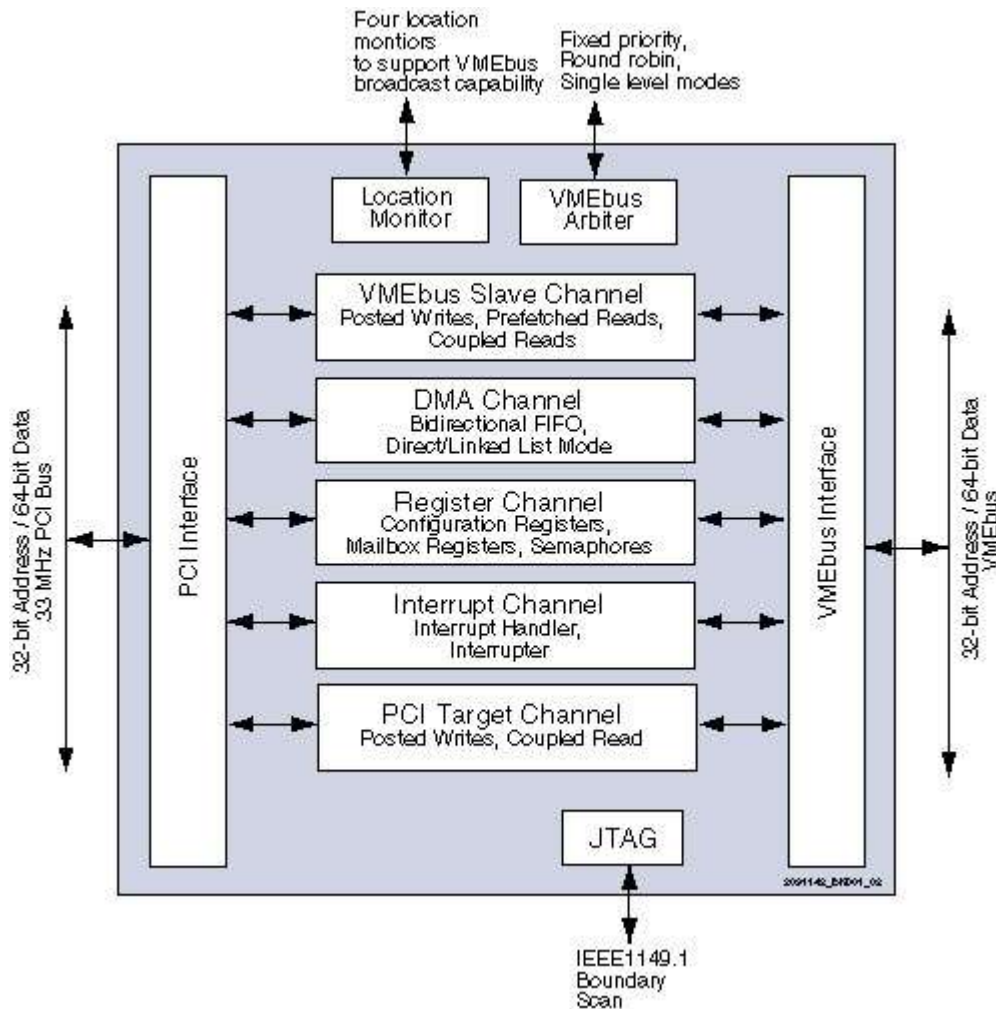 Four location
montiors
to support VMEbus
broadcast capability
Fixed priority,
Round robin,
Single level modes
Location
Monitor
VMEbus
Arbiter
VMEbus Slave Channel
Posted Writes, Prefetched Reads,
Coupled Reads
DMA Channel
Bidirectional FIFO,
Direct/Linked List Mode
Register Channel
Configuration Registers,
Mailbox Registers, Semaphores
Interrupt Channel
Interrupt Handler,
Interrupter
PCI Target Channel
Posted Writes, Coupled Read
32-bit Address / 64-bit Data
33 MHz PCI Bus
PCI Interface
VMEbus Interface
32-bit Address / 64-bit Data
VMEbus
JTAG
IEEE1149.1
Boundary
Scan